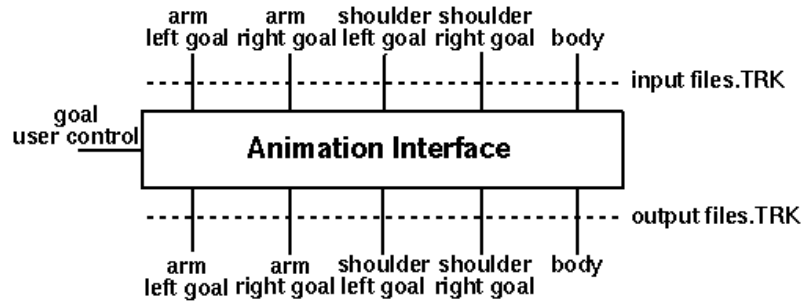 arm arm shoulder shoulder
left goal right goal left goal right goal body
input files.TRK
goal
user control
Animation Interface
output files.TRK
arm arm shoulder shoulder body
left goal right goal left goal right goal